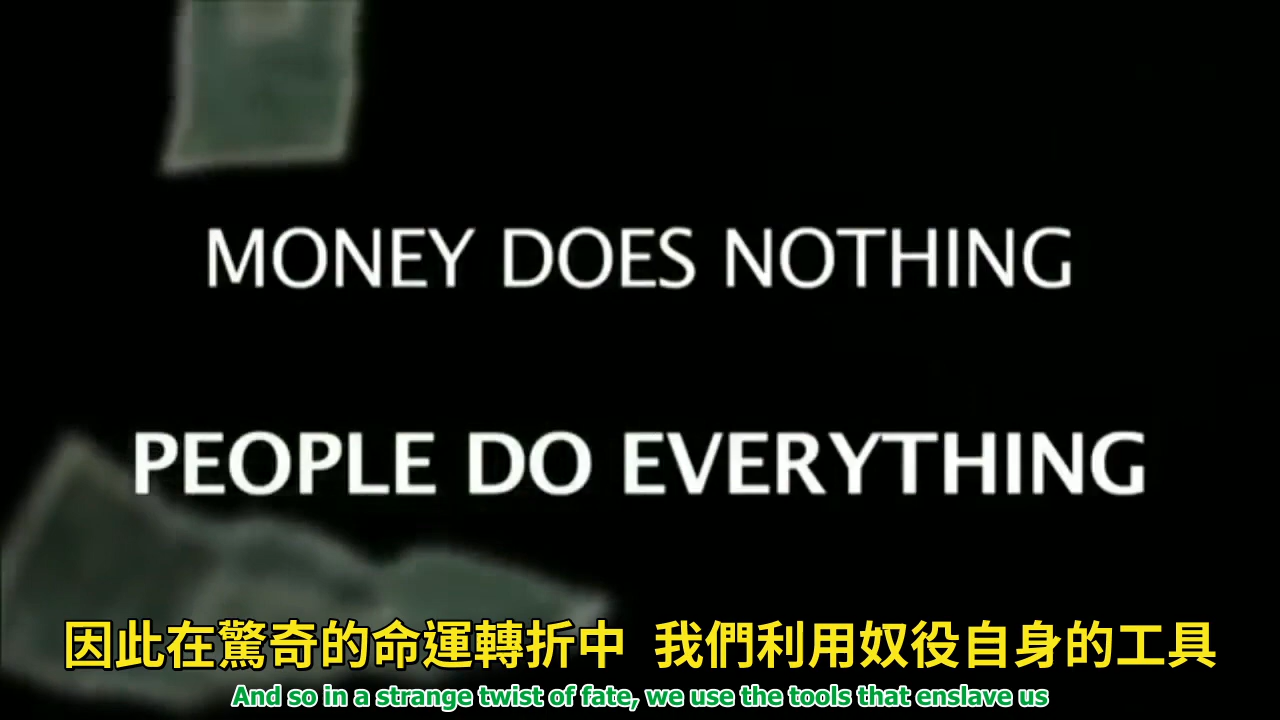 MONEY DOES NOTHING
PEOPLE DO EVERYTHING
因此在驚奇的命運轉折中 我們利用奴役自身的工具
And so in a strange twist of fate, we use the tools that enslave us